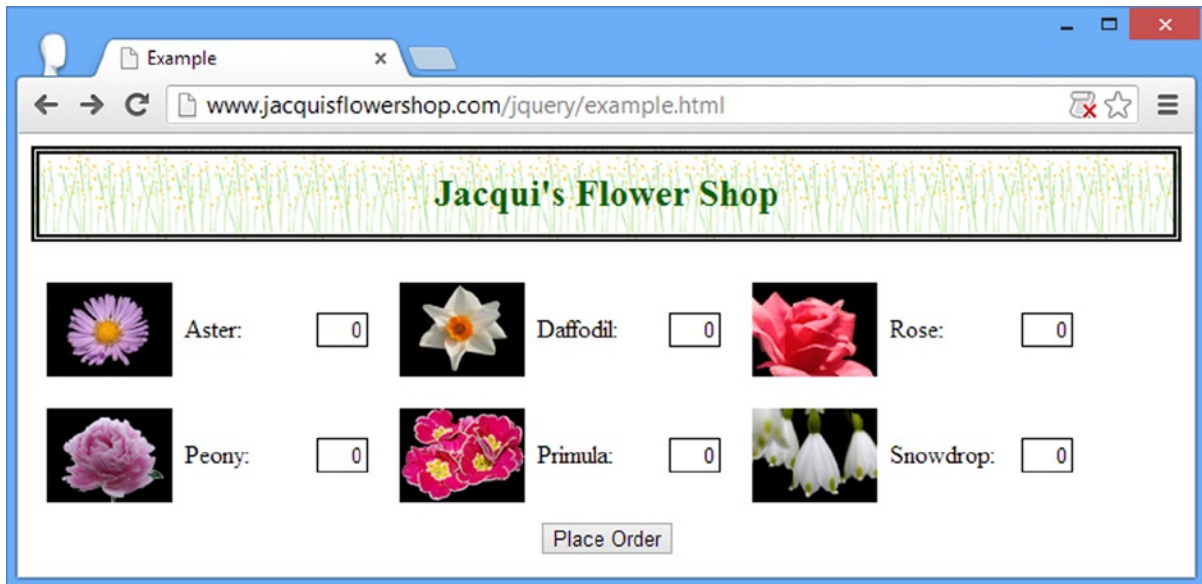 Example
www.jacquisflowershop.com/jquery/example.html
Jacqui's Flower Shop
Aster: 0 Daffodil: 0 Rose: 0
Peony: 0 Primula: 0 Snowdrop: 0
Place Order